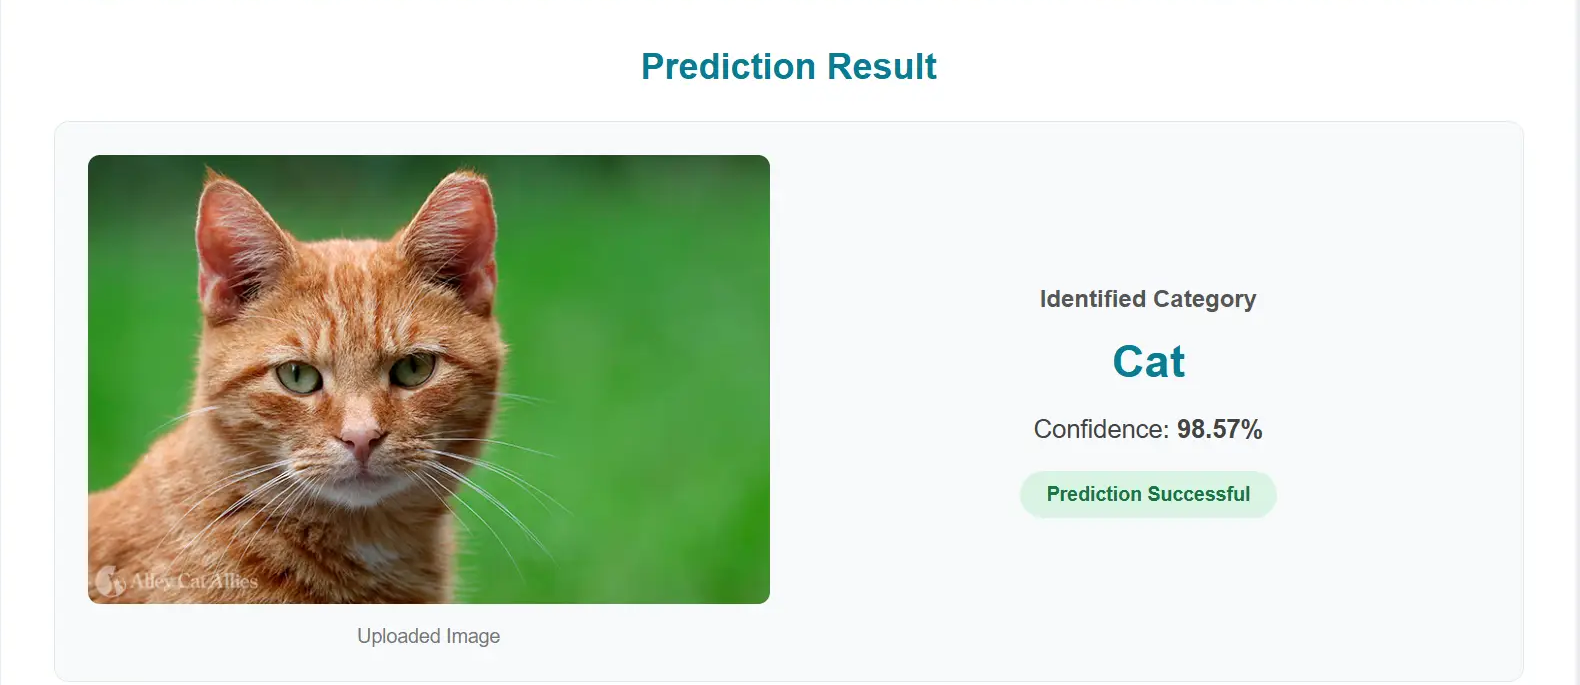 Prediction Result
Alley Cat Allies
Uploaded Image
Identified Category
Cat
Confidence: 98.57%
Prediction Successful